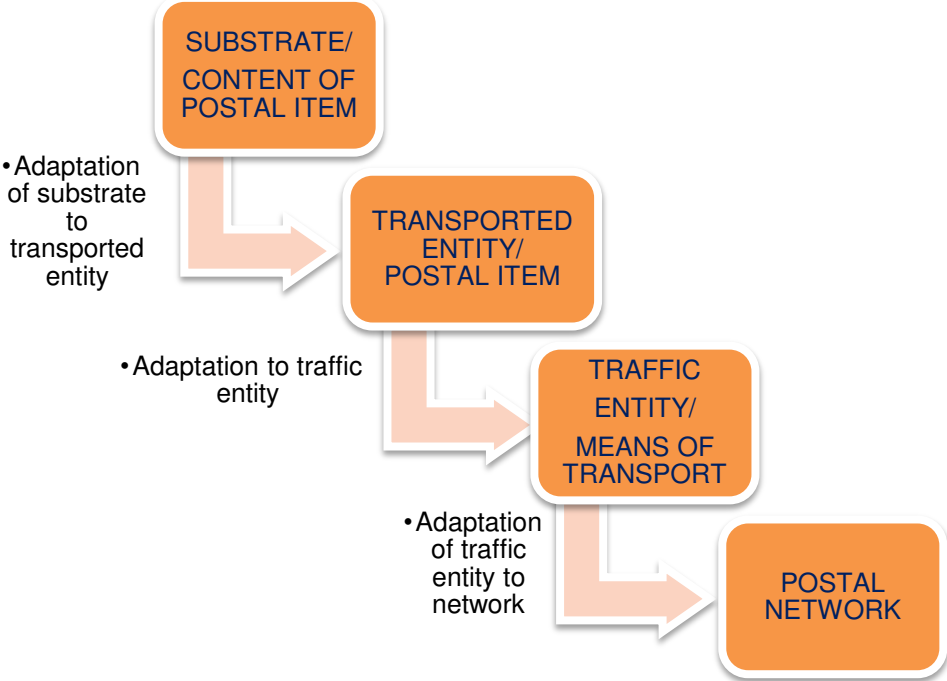 SUBSTRATE/
CONTENT OF
POSTAL ITEM
•Adaptation
of substrate
to
transported
entity
TRANSPORTED
ENTITY/
POSTAL ITEM
•Adaptation to traffic
entity
TRAFFIC
ENTITY/
MEANS OF
TRANSPORT
•Adaptation
of traffic
entity to
network
POSTAL
NETWORK